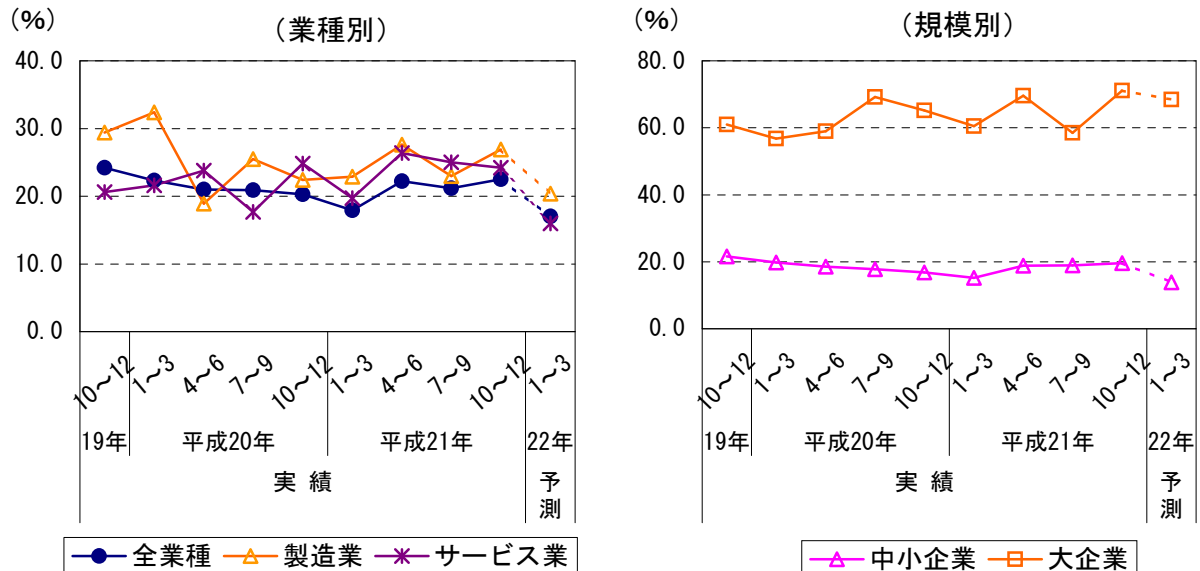 (%)
(業種別)
40.0
30.0
20.0
10.0
0.0
10～12
1～3
4～6
7～9
10～12
1～3
4～6
7～9
10～12
1～3
19年
平成20年
平成21年
22年
実 績
予測
全業種
製造業
サービス業
(%)
(規模別)
80.0
60.0
40.0
20.0
0.0
10～12
1～3
4～6
7～9
10～12
1～3
4～6
7～9
10～12
1～3
19年
平成20年
平成21年
22年
実 績
予測
中小企業
大企業